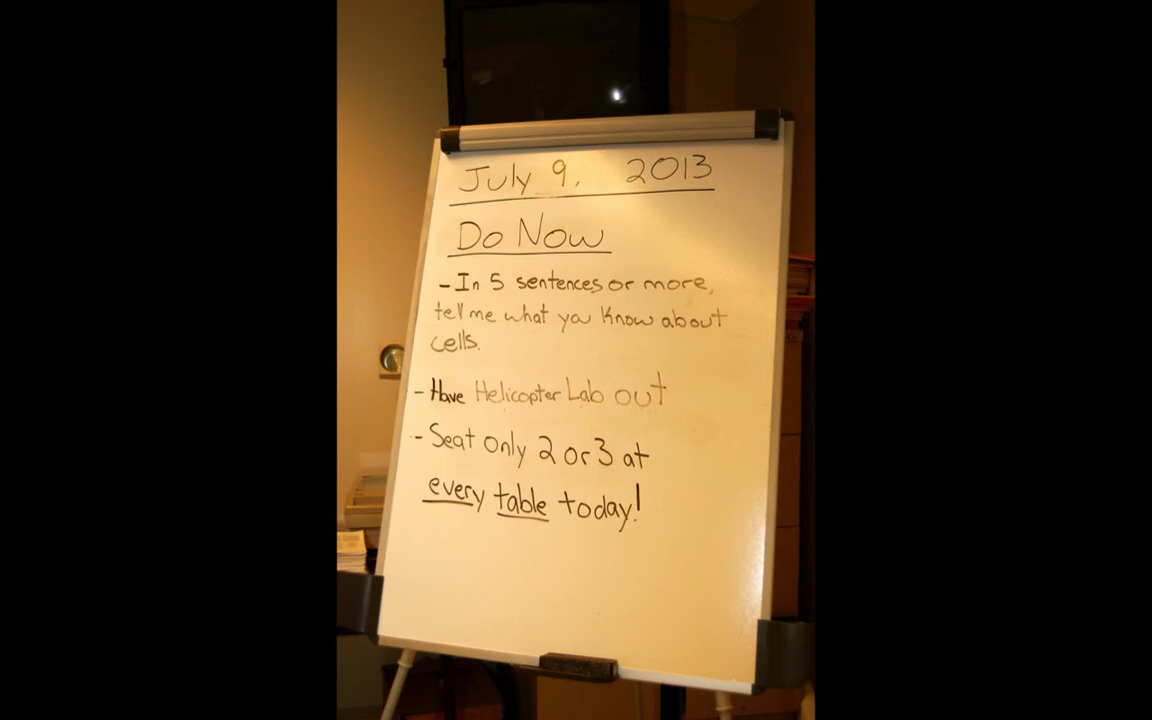 July 9, 2013
Do Now
- In 5 sentences or more,
tell me what you know about
cells.
- Have Helicopter Lab out
- Seat only 2 or 3 at
every table today!